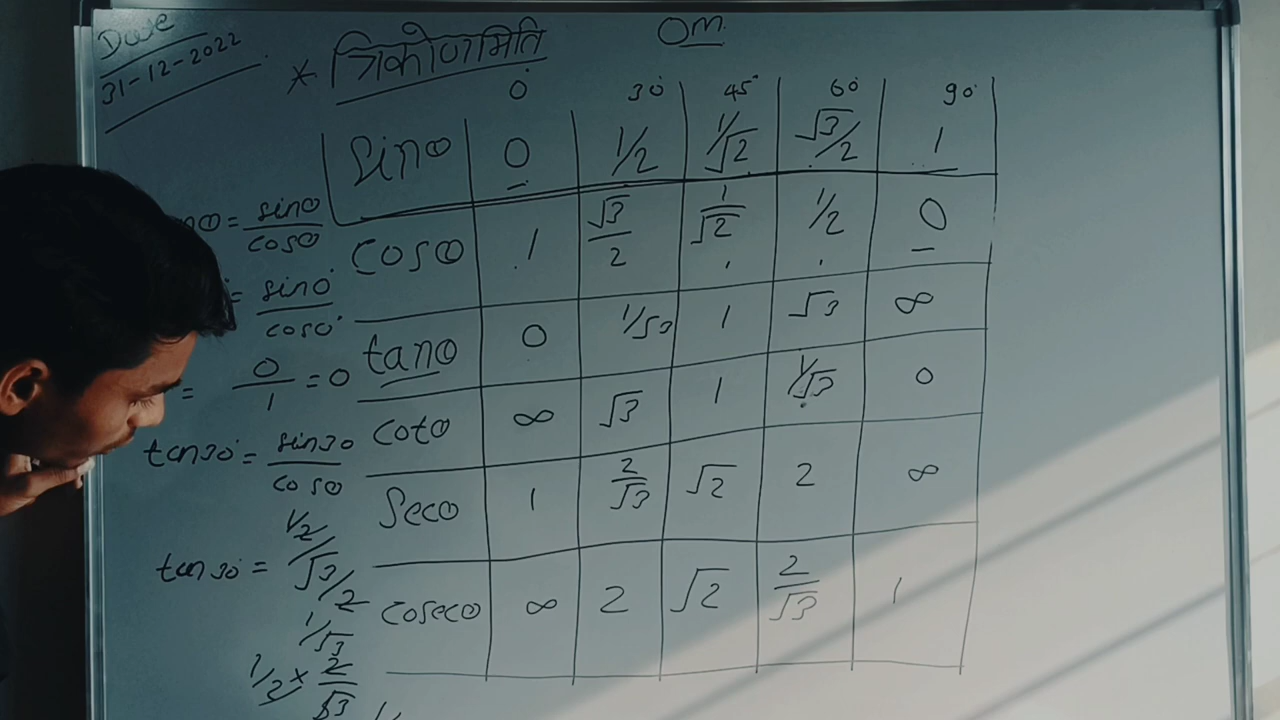 Date
31-12-2022
* त्रिकोणमिति
OM
0° 30° 45° 60° 90°
sinθ 0 1/2 1/√2 √3/2 1
cosθ 1 √3/2 1/√2 1/2 0
tanθ 0 1/√3 1 √3 ∞
cotθ ∞ √3 1 1/√3 0
Secθ 1 2/√3 √2 2 ∞
cosecθ ∞ 2 √2 2/√3 1
= sinθ/cosθ
= sin0°/cos0°
= 0/1 = 0
tan30° = sin30/cosθ
tan30° = 1/2/√3/2
1/√3
1/2 × 2/√3